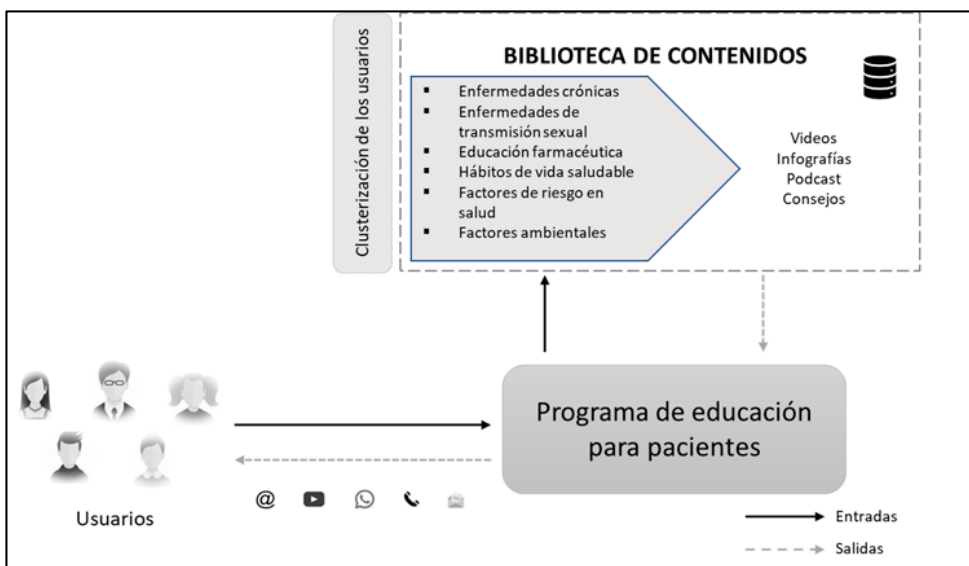 Clusterización de los usuarios
BIBLIOTECA DE CONTENIDOS
▪ Enfermedades crónicas
▪ Enfermedades de
transmisión sexual
▪ Educación farmacéutica
▪ Hábitos de vida saludable
▪ Factores de riesgo en
salud
▪ Factores ambientales
Videos
Infografías
Podcast
Consejos
Programa de educación
para pacientes
@
Usuarios
Entradas
Salidas